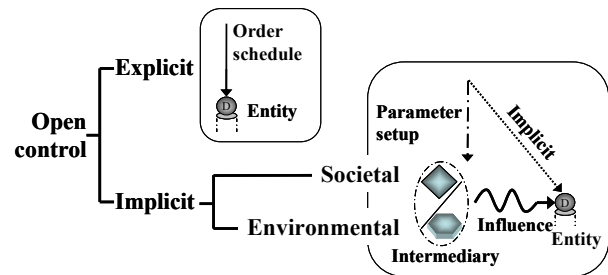 Open
control
Explicit
Order
schedule
D
Entity
Implicit
Societal
Environmental
Parameter
setup
Implicit
Influence
D
Entity
Intermediary